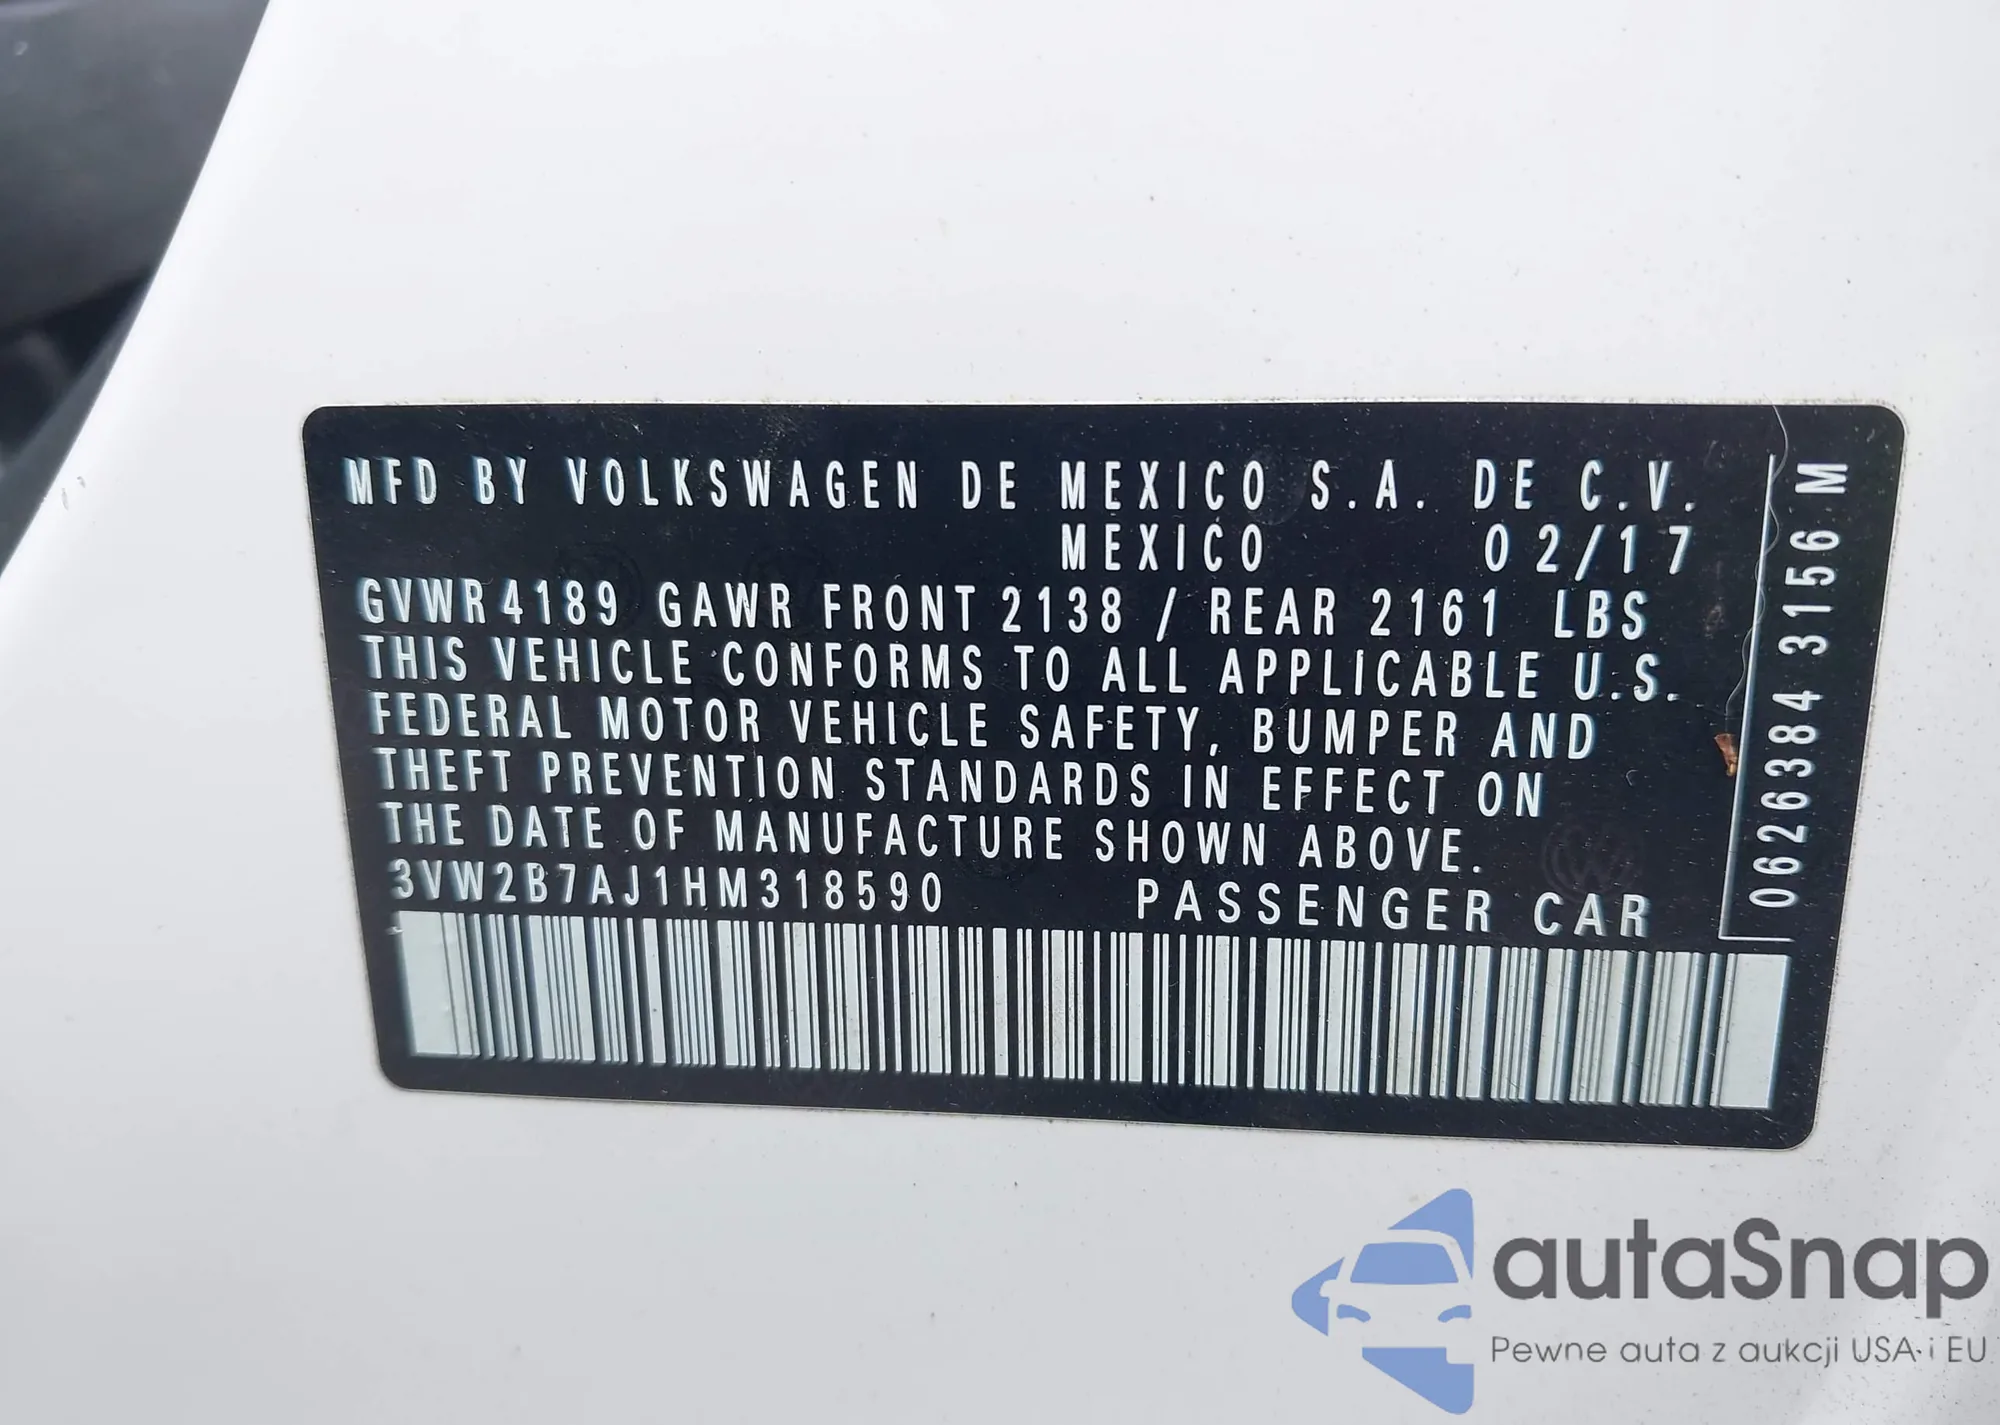 MFD BY VOLKSWAGEN DE MEXICO S.A. DE C.V.
MEXICO 02/17
GVWR 4189 GAWR FRONT 2138 / REAR 2161 LBS
THIS VEHICLE CONFORMS TO ALL APPLICABLE U.S.
FEDERAL MOTOR VEHICLE SAFETY, BUMPER AND
THEFT PREVENTION STANDARDS IN EFFECT ON
THE DATE OF MANUFACTURE SHOWN ABOVE.
3VW2B7AJ1HM318590 PASSENGER CAR
0626384 3156 M
autaSnap
Pewne auta z aukcji USA i EU